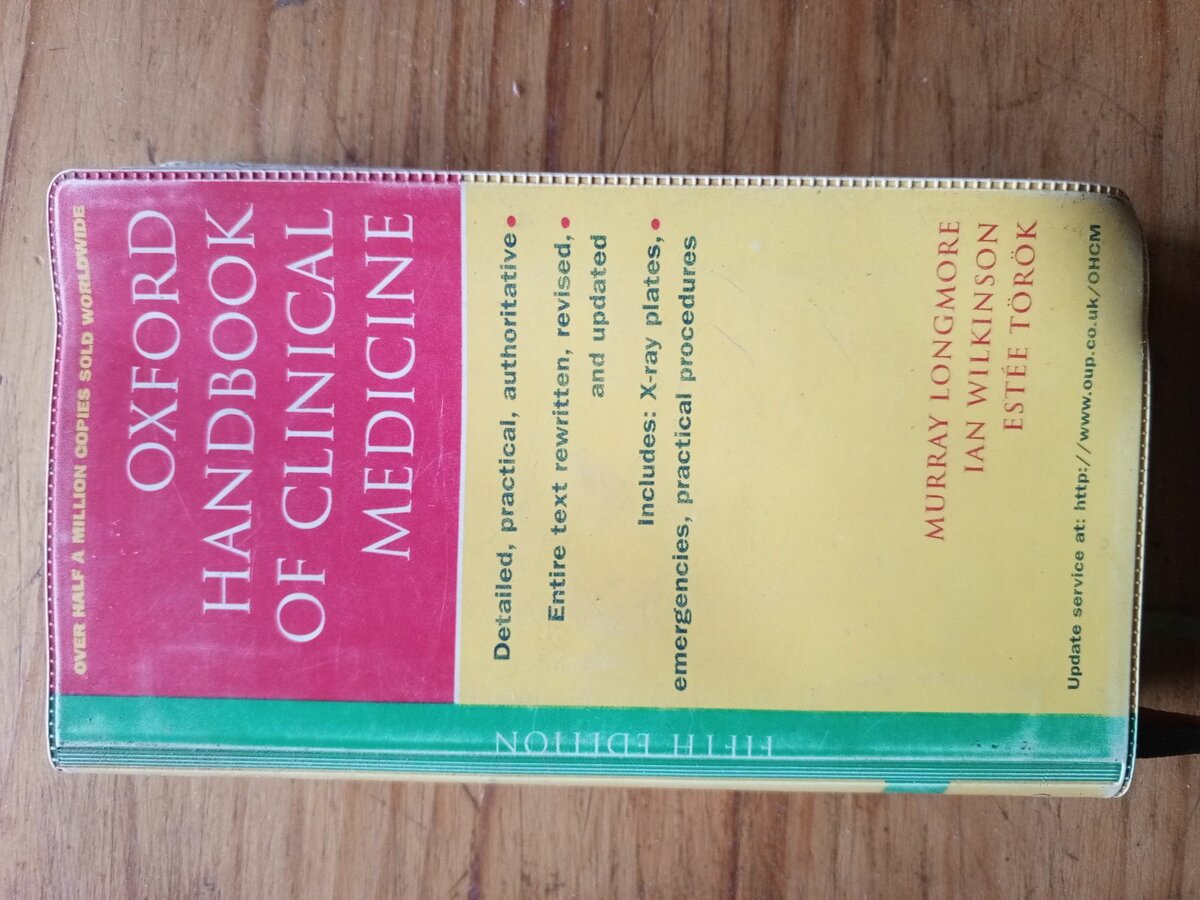 OVER HALF A MILLION COPIES SOLD WORLDWIDE
OXFORD
HANDBOOK
OF CLINICAL
MEDICINE
Detailed, practical, authoritative•
Entire text rewritten, revised,•
and updated
Includes: X-ray plates,•
emergencies, practical procedures
MURRAY LONGMORE
IAN WILKINSON
ESTÉE TÖRÖK
Update service at: http://www.oup.co.uk/OHCM
FIFTH EDITION